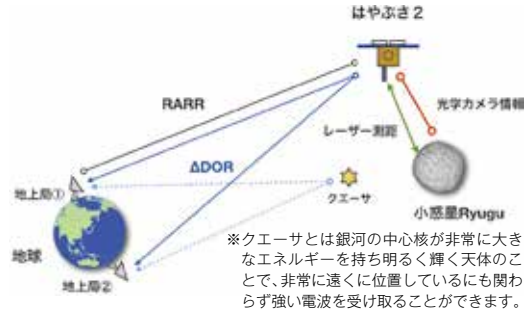 はやぶさ2
RARR
光学カメラ情報
レーザー測距
ΔDOR
地上局①
クエーサ
小惑星Ryugu
地球
地上局②
※クエーサとは銀河の中心核が非常に大き
なエネルギーを持ち明るく輝く天体のこ
とで、非常に遠くに位置しているにも関わ
らず強い電波を受け取ることができます。